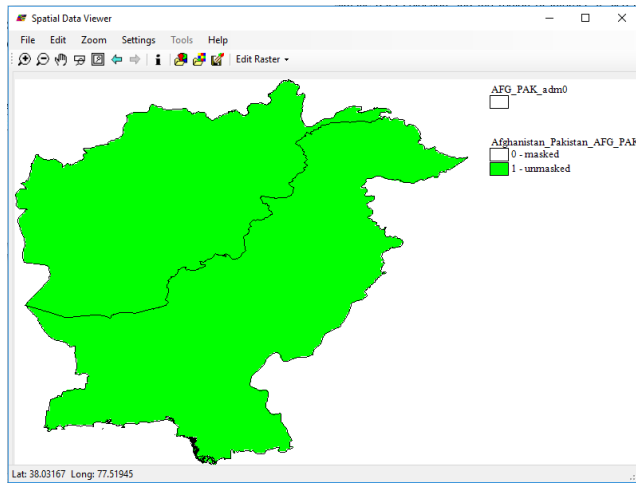 Spatial Data Viewer
File Edit Zoom Settings Tools Help
Edit Raster
AFG_PAK_adm0
Afghanistan_Pakistan_AFG_PAK
0 - masked
1 - unmasked
Lat: 38.03167 Long: 77.51945